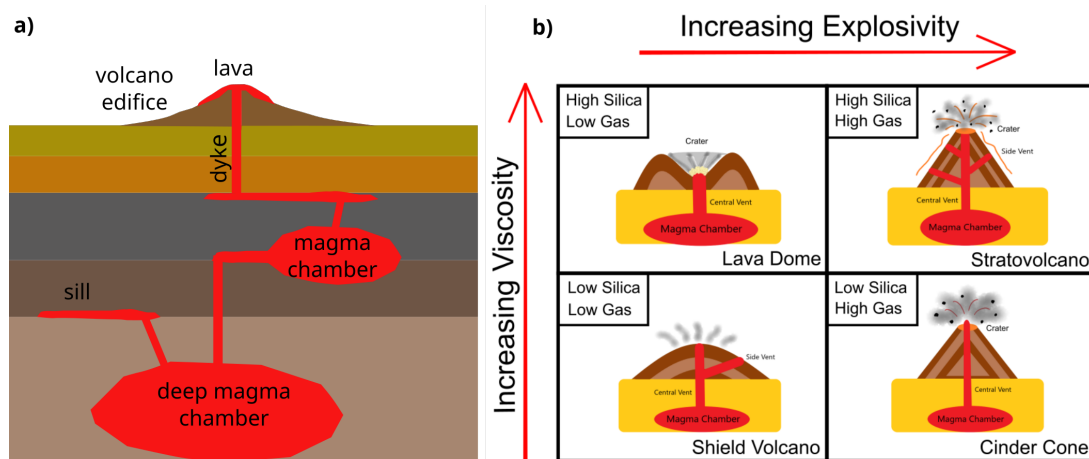 a)
volcano
edifice
lava
dyke
magma
chamber
sill
deep magma
chamber
b)
Increasing Explosivity
Increasing Viscosity
High Silica
Low Gas
Crater
Central Vent
Magma Chamber
Lava Dome
High Silica
High Gas
Crater
Side Vent
Central Vent
Magma Chamber
Stratovolcano
Low Silica
Low Gas
Side Vent
Central Vent
Magma Chamber
Shield Volcano
Low Silica
High Gas
Crater
Central Vent
Magma Chamber
Cinder Cone